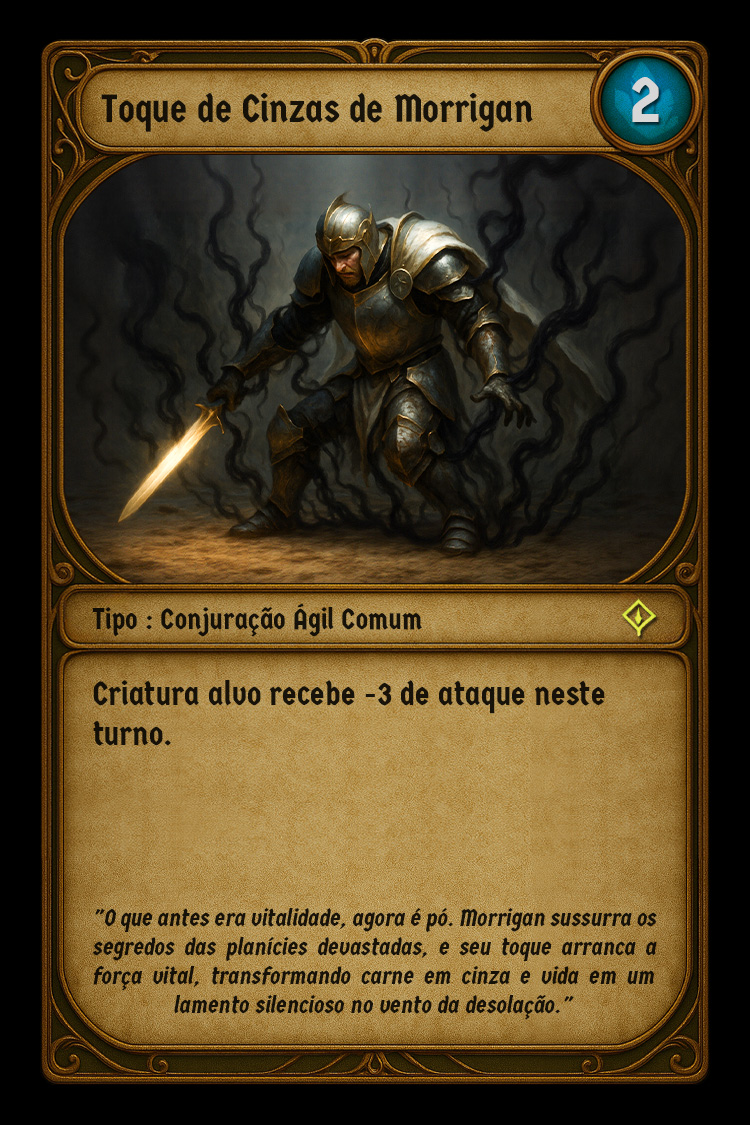 Toque de Cinzas de Morrigan
2
Tipo : Conjuração Ágil Comum
Criatura alvo recebe -3 de ataque neste
turno.
"O que antes era vitalidade, agora é pó. Morrigan sussurra os
segredos das planícies devastadas, e seu toque arranca a
força vital, transformando carne em cinza e vida em um
lamento silencioso no vento da desolação."